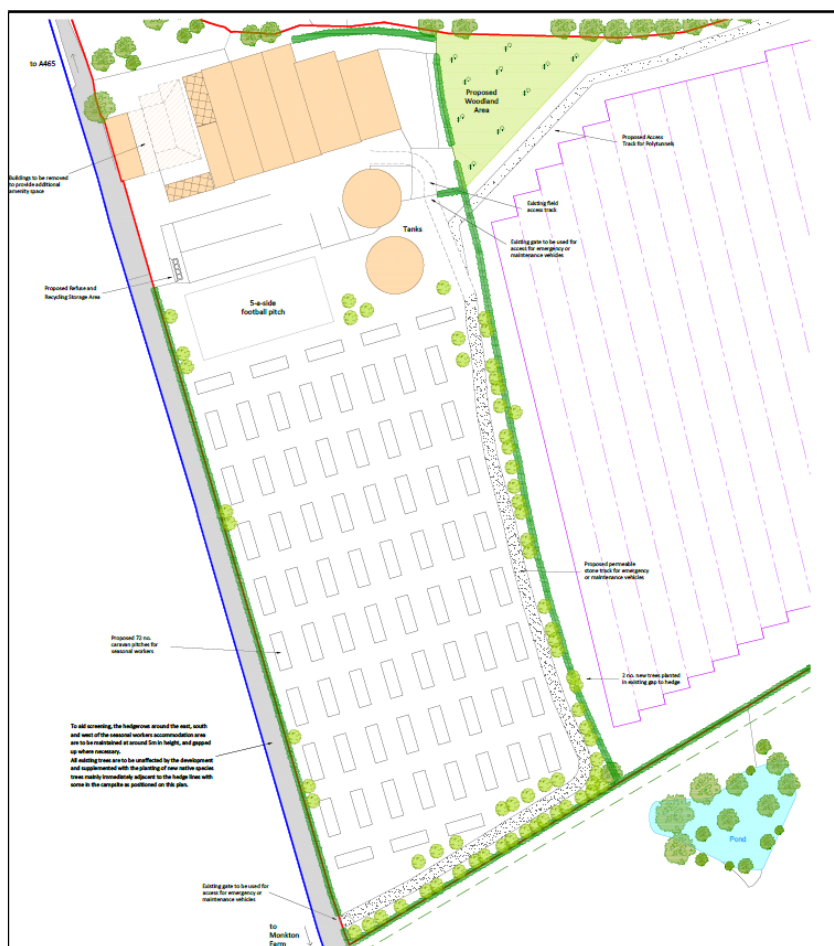 to A465
Proposed
Woodland
Area
Proposed Access
Track for Polytunnels
Buildings to be removed
to provide additional
amenity space
Existing field
access track
Tanks
Existing gate to be used for
access for emergency or
maintenance vehicles
Proposed Refuse and
Recycling Storage Area
5-a-side
football pitch
Proposed permeable
stone track for emergency
or maintenance vehicles
Proposed 72 no.
caravan pitches for
seasonal workers
2 no. new trees planted
in existing gap to hedge
To aid screening, the hedgerows around the east, south
and west of the seasonal workers accommodation area
are to be maintained at around 5m in height, and gapped
up where necessary.
All existing trees are to be unaffected by the development
and supplemented with the planting of new native species
trees mainly immediately adjacent to the hedge lines with
some in the campsite as positioned on this plan.
Pond
Existing gate to be used for
access for emergency or
maintenance vehicles
to
Monkton
Farm